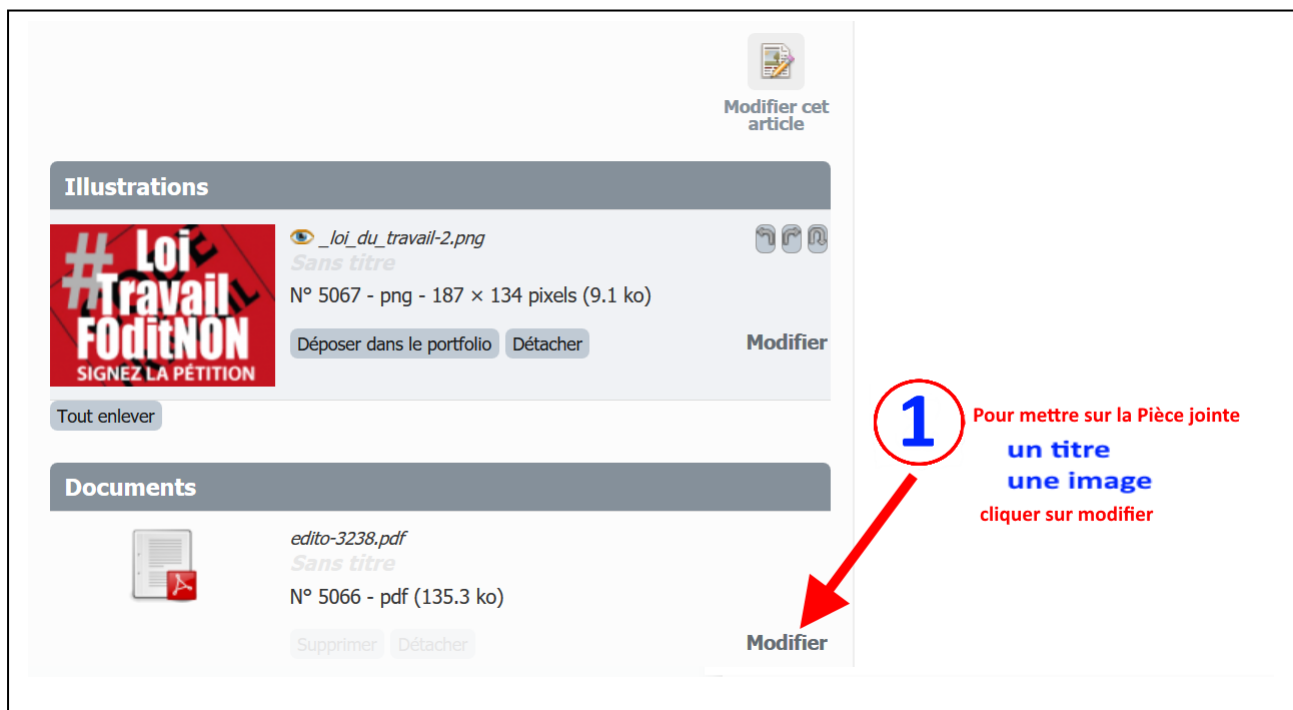 Modifier cet
article
Illustrations
# Loi
Travail
FOditNON
SIGNEZ LA PÉTITION
_loi_du_travail-2.png
Sans titre
N° 5067 - png - 187 × 134 pixels (9.1 ko)
Déposer dans le portfolio Détacher Modifier
Tout enlever
1
Pour mettre sur la Pièce jointe
un titre
une image
cliquer sur modifier
Documents
edito-3238.pdf
Sans titre
N° 5066 - pdf (135.3 ko)
Supprimer Détacher Modifier